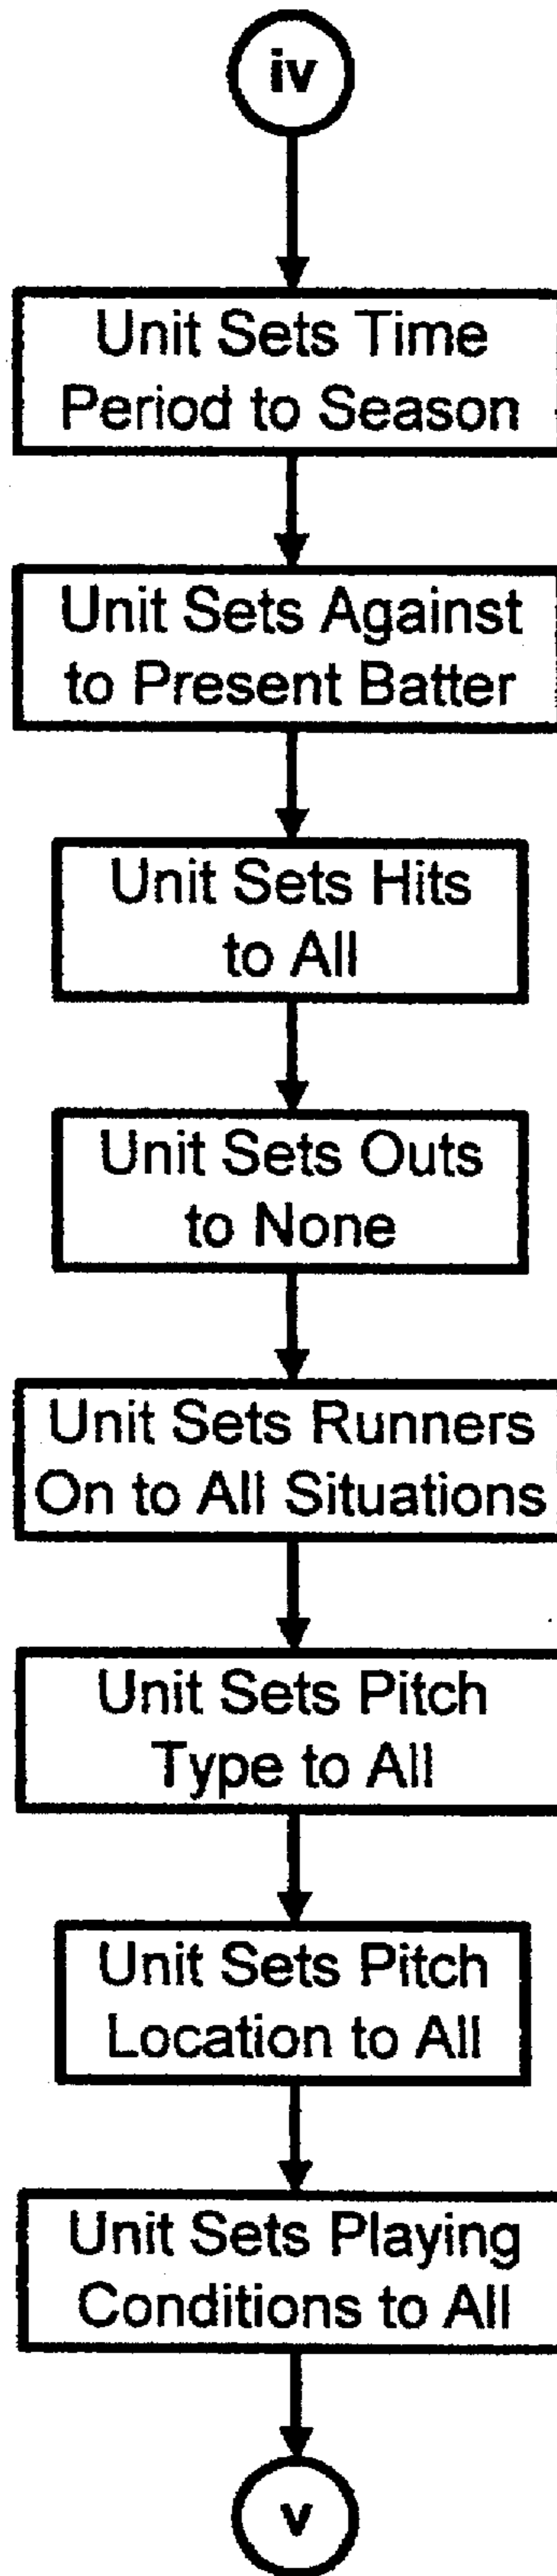 iv
Unit Sets Time
Period to Season
Unit Sets Against
to Present Batter
Unit Sets Hits
to All
Unit Sets Outs
to None
Unit Sets Runners
On to All Situations
Unit Sets Pitch
Type to All
Unit Sets Pitch
Location to All
Unit Sets Playing
Conditions to All
v